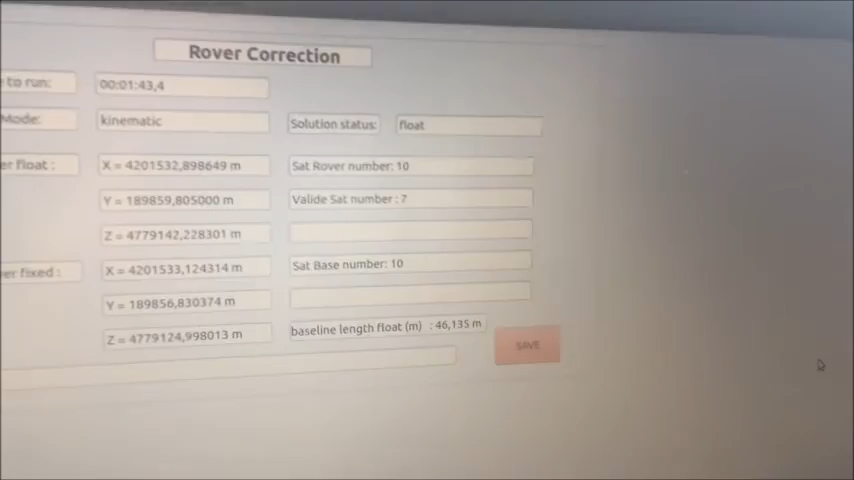 Rover Correction
e to run: 00:01:43,4
Mode: kinematic Solution status: float
er float : X = 4201532,898649 m Sat Rover number: 10
Y = 189859,805000 m Valide Sat number : 7
Z = 4779142,228301 m
er fixed : X = 4201533,124314 m Sat Base number: 10
Y = 189856,830374 m
Z = 4779124,998013 m baseline length float (m) : 46,135 m
SAVE